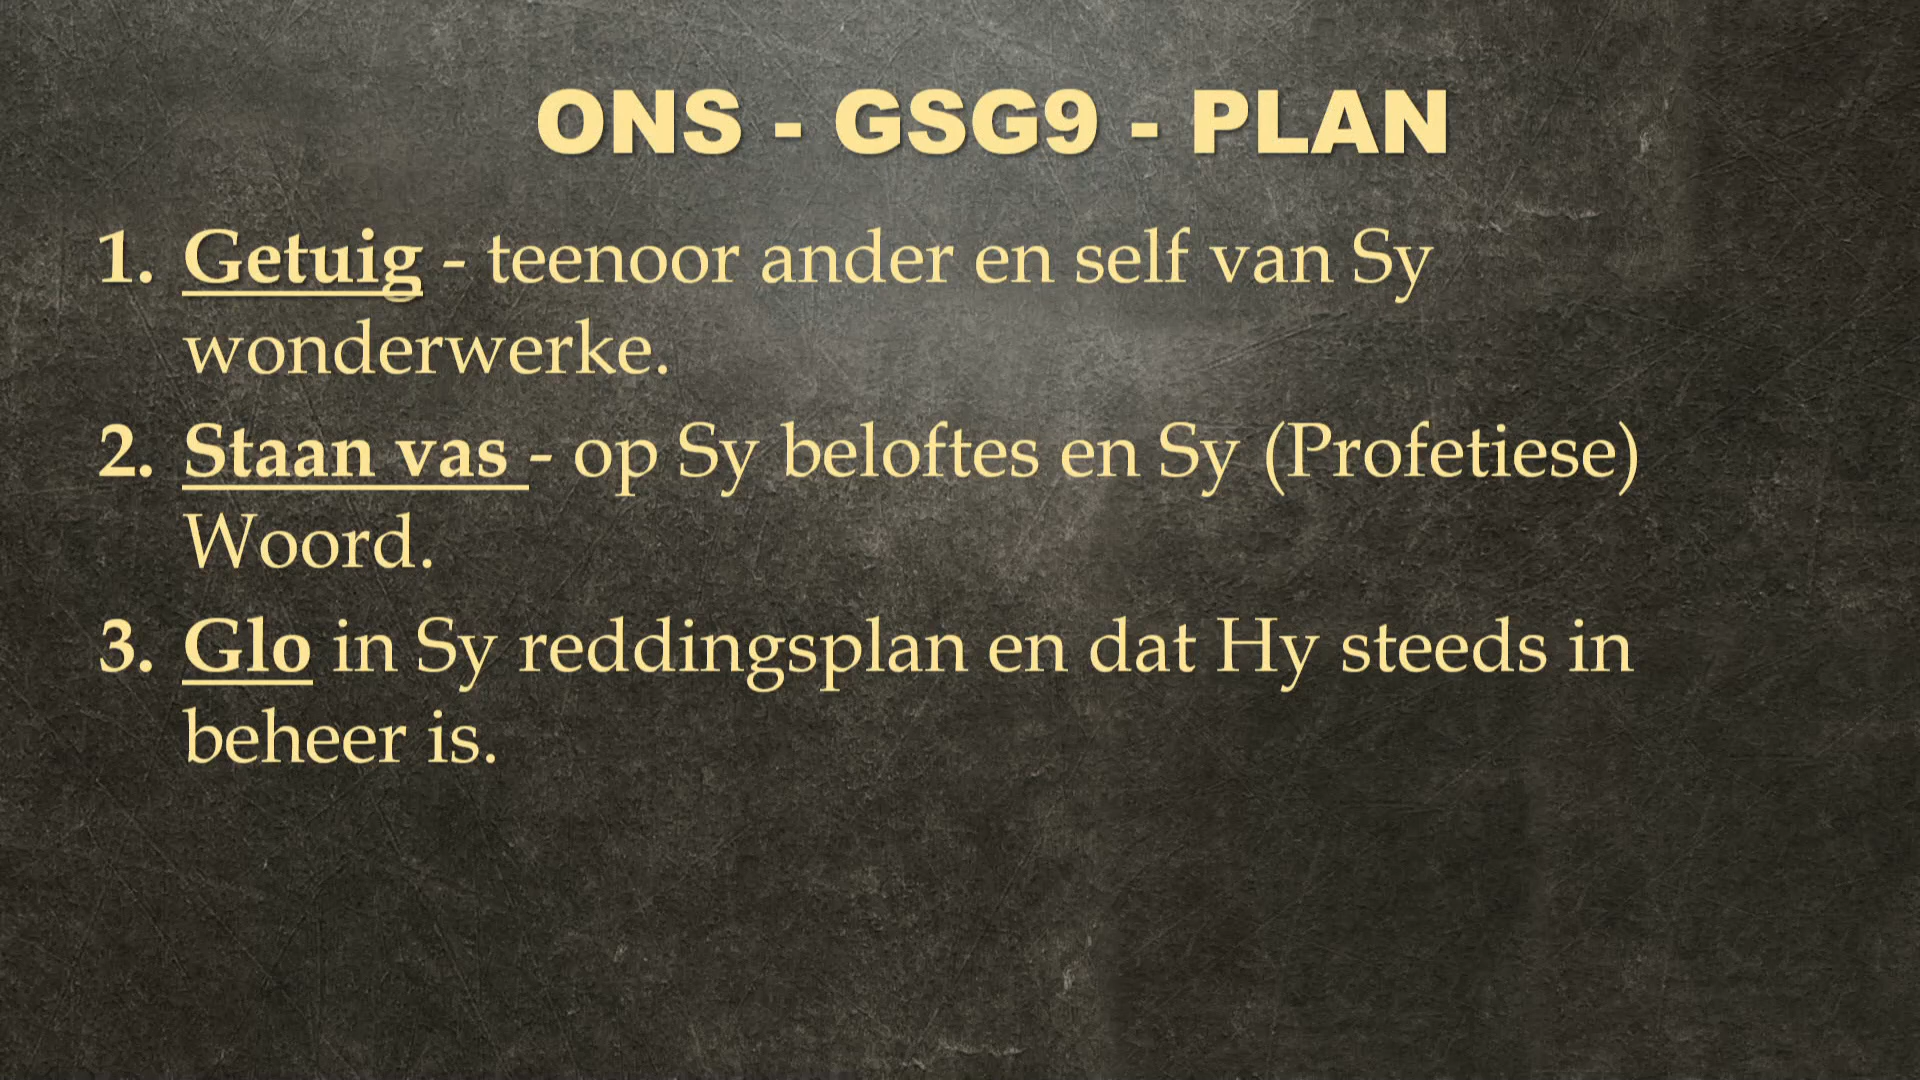 ONS - GSG9 - PLAN
1. Getuig - teenoor ander en self van Sy
wonderwerke.
2. Staan vas - op Sy beloftes en Sy (Profetiese)
Woord.
3. Glo in Sy reddingsplan en dat Hy steeds in
beheer is.